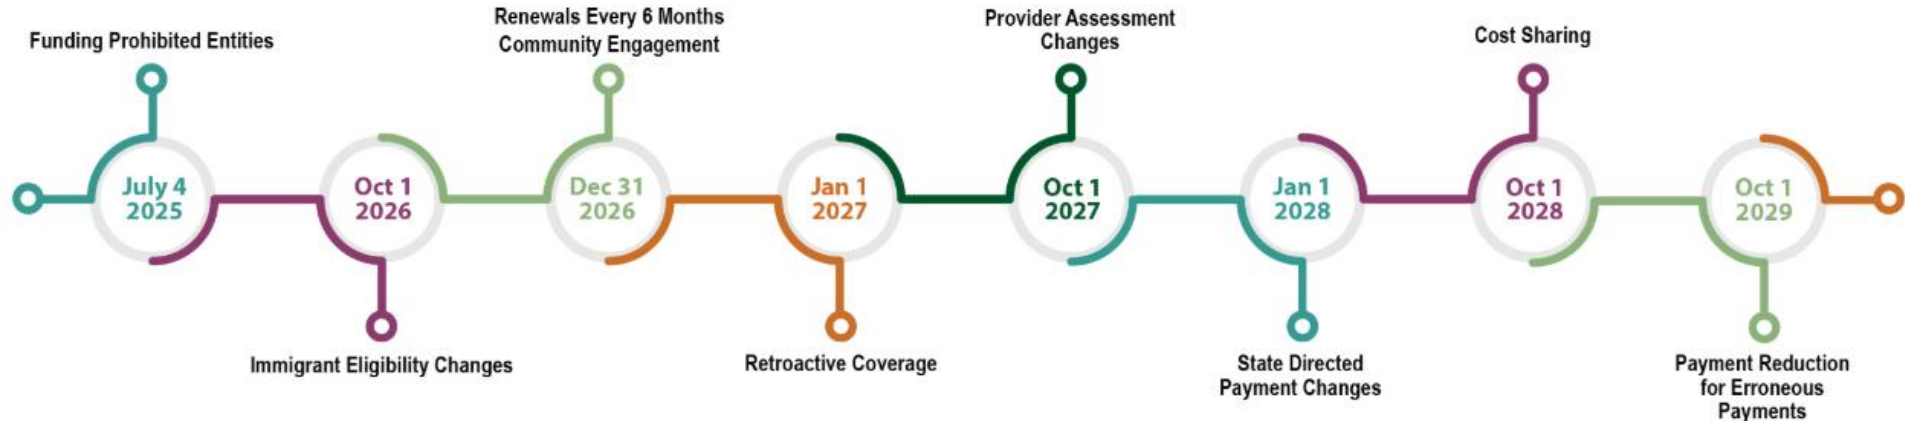 Funding Prohibited Entities
July 4
2025
Oct 1
2026
Immigrant Eligibility Changes
Renewals Every 6 Months
Community Engagement
Dec 31
2026
Jan 1
2027
Retroactive Coverage
Provider Assessment
Changes
Oct 1
2027
Jan 1
2028
State Directed
Payment Changes
Cost Sharing
Oct 1
2028
Oct 1
2029
Payment Reduction
for Erroneous
Payments